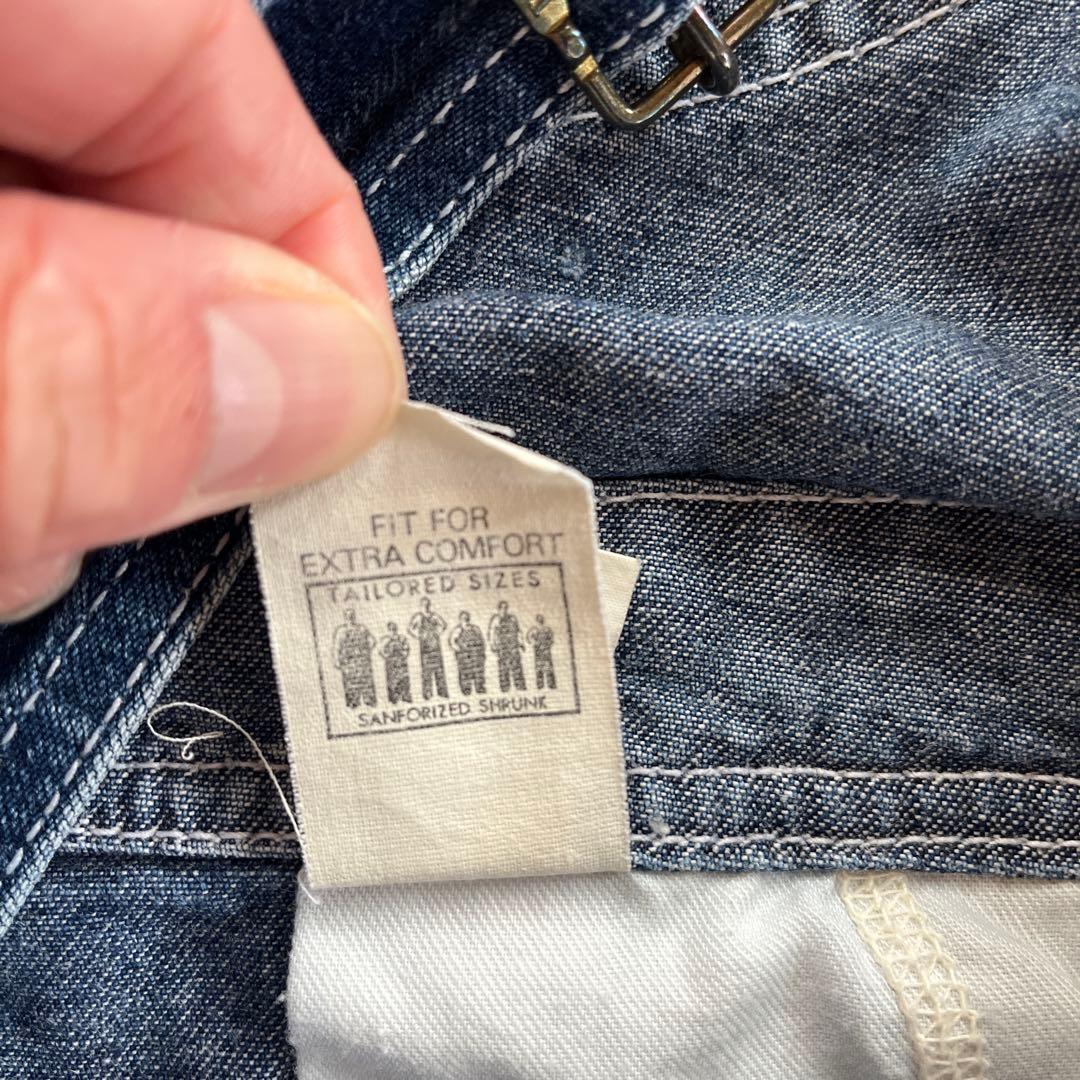 FiT FOR
EXTRA COMFORT
TAILORED SIZES
SANFORIZED SHRUNK